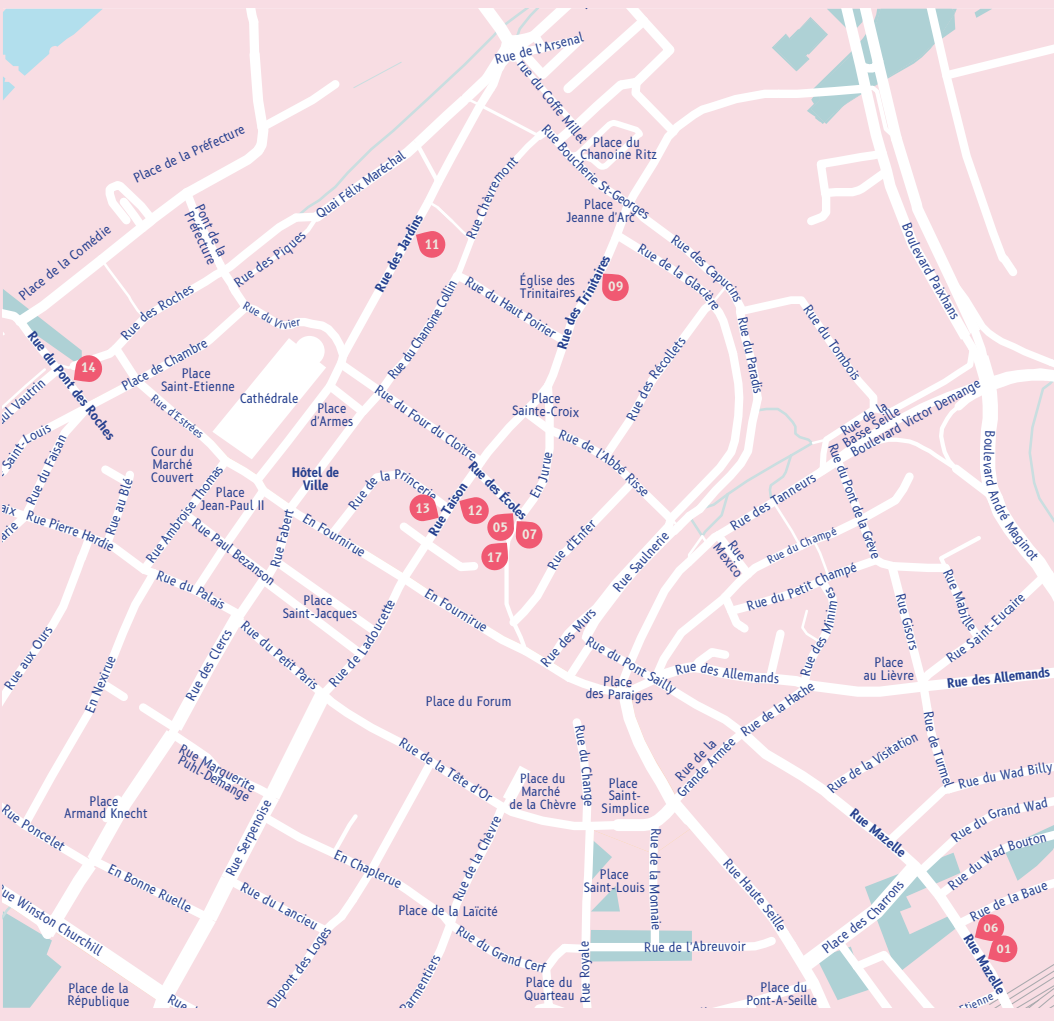 Rue de l'Arsenal
rue du Coffe Millet
Place du
Chanoine Ritz
Rue Boucherie St-Georges
Place de la Préfecture
Quai Félix Maréchal
Rue Chèvremont
Place
Jeanne d'Arc
Pont de la
Préfecture
Rue des Jardins
11
Rue des Capucins
Boulevard Paixhans
Place de la Comédie
Rue des Piques
Église des
Trinitaires
Rue des Trinitaires
09
Rue de la Glacière
Rue des Roches
Rue du Vivier
Rue du Chanoine Collin
Rue du Haut Poirier
Rue du Paradis
Rue du Tombois
Rue du Pont des Roches
14
Place de Chambre
Place
Saint-Etienne
Cathédrale
Rue des Récollets
ul Vautrin
Rue d'Estrées
Place
d'Armes
Rue du Four du Cloître
Place
Sainte-Croix
Rue de la
Basse Seille
Boulevard Victor Demange
Saint-Louis
Rue du Faisan
Cour du
Marché
Couvert
Rue de l'Abbé Risse
Boulevard André Maginot
Hôtel de
Ville
Rue de la Princerie
Rue des Écoles
En Jurue
Rue du Pont de la Grève
Rue au Blé
Rue Ambroise Thomas
Place
Jean-Paul II
13
Rue Taison
12
05
07
17
Rue des Tanneurs
aix
arie
Rue Pierre Hardie
Rue Paul Bezanson
Rue Fabert
En Fournirue
Rue d'Enfer
Rue Saulnerie
Rue
Mexico
Rue du Champé
Rue du Palais
Place
Saint-Jacques
Rue de Ladoucette
En Fournirue
Rue du Petit Champé
Rue Mabille
Rue Saint-Eucaire
Rue aux Ours
En Nexirue
Rue des Clercs
Rue du Petit Paris
Rue des Murs
Rue du Pont Sailly
Rue des Minimes
Rue Gisors
Place
au Lièvre
Place
des Paraiges
Rue des Allemands
Rue des Allemands
Place du Forum
Rue de la Hache
Rue Marguerite
Puhl-Demange
Rue de la Tête d'Or
Rue du Change
Rue de la
Grande Armée
Rue de la Visitation
Rue de Turmel
Place du
Marché
de la Chèvre
Place
Saint-
Simplice
Rue du Wad Billy
Place
Armand Knecht
Rue Mazelle
Rue du Grand Wad
Rue Poncelet
Rue Serpenoise
Rue de la Chèvre
Rue de la Monnaie
Rue du Wad Bouton
En Bonne Ruelle
En Chaplerue
Place
Saint-Louis
Rue Haute Seille
Rue de la Baue
ue Winston Churchill
Rue du Lancieu
Place de la Laïcité
Place des Charrons
06
01
Rue Mazelle
Dupont des Loges
Rue du Grand Cerf
Rue de l'Abreuvoir
Rue Royale
Parmentiers
Place de la
République
Rue
Place du
Quarteau
Place du
Pont-A-Seille
Etienne